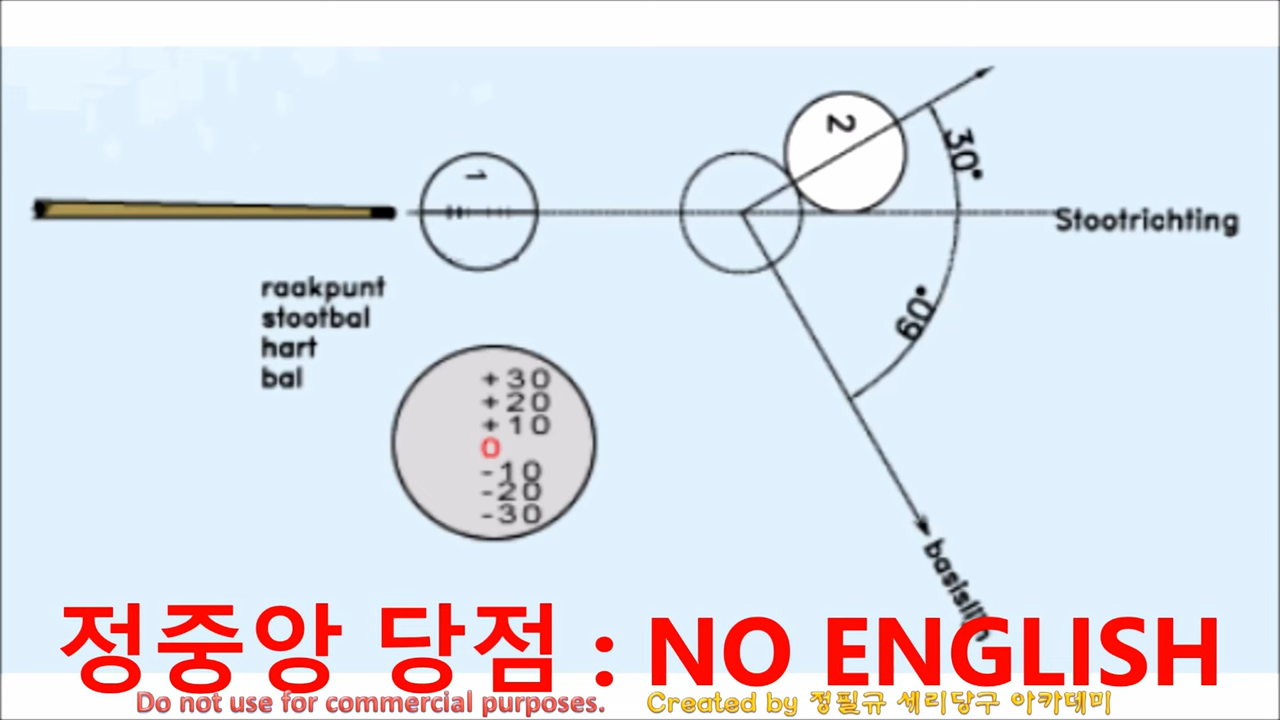 1
2
30°
Stootrichting
raakpunt
stootbal
hart
bal
60°
+30
+20
+10
0
-10
-20
-30
정중앙 당점 : NO ENGLISH
Do not use for commercial purposes.
Created by 정필규 세리당구 아카데미